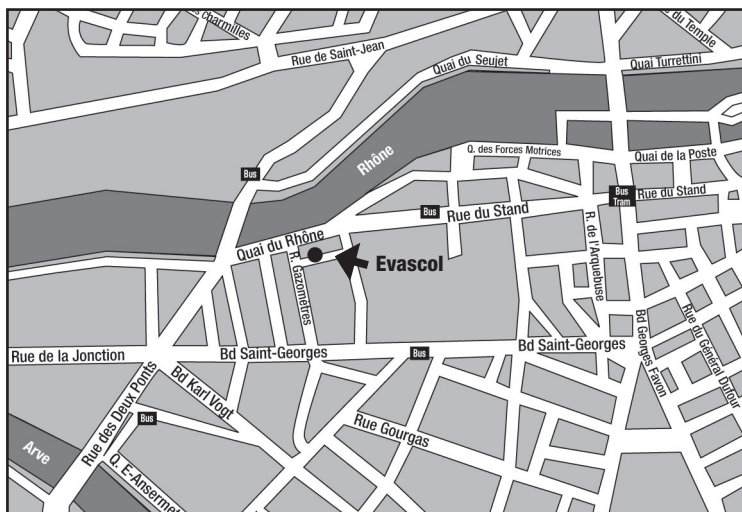 es charmilles
e du Temple
Rue de Saint-Jean
Quai du Seujet
Quai Turrettini
Rhône
Q. des Forces Motrices
Quai de la Poste
Bus
Bus
Tram
Rue du Stand
Bus
Rue du Stand
Quai du Rhône
R. Gazomètres
Evascol
R. de l'Arquebuse
Bd Georges Favon
Rue du Général Dufour
Rue de la Jonction
Bd Saint-Georges
Bus
Bd Saint-Georges
Rue des Deux Ponts
Bd Karl Vogt
Bus
Rue Gourgas
Arve
Q. E-Ansermet